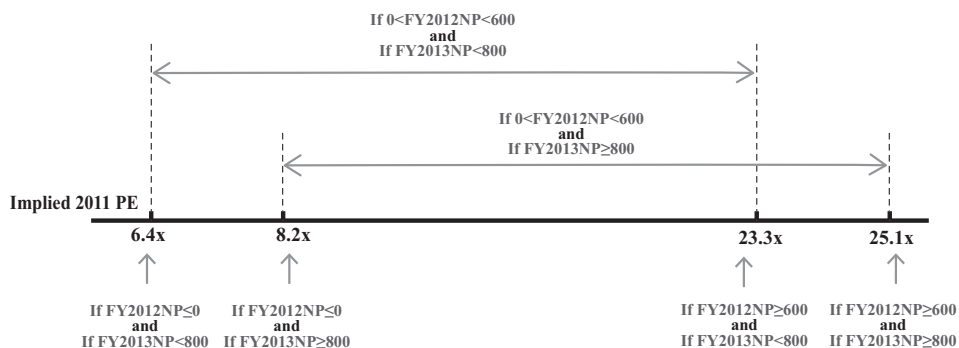 If 0<FY2012NP<600
and
If FY2013NP<800
If 0<FY2012NP<600
and
If FY2013NP≥800
Implied 2011 PE
6.4x
8.2x
23.3x
25.1x
If FY2012NP≤0
and
If FY2013NP<800
If FY2012NP≤0
and
If FY2013NP≥800
If FY2012NP≥600
and
If FY2013NP<800
If FY2012NP≥600
and
If FY2013NP≥800